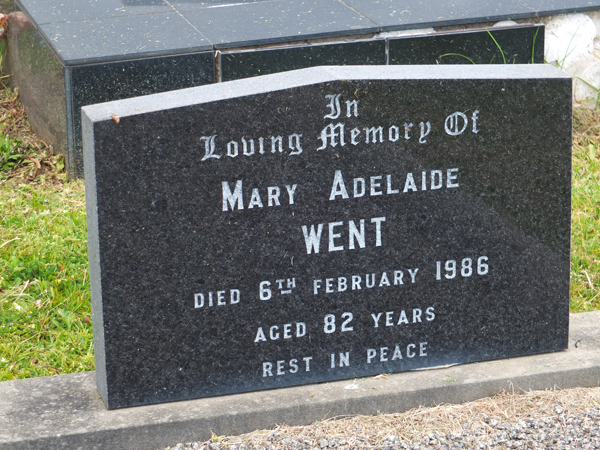 In
Loving Memory Of
Mary Adelaide
WENT
DIED 6TH FEBRUARY 1986
AGED 82 YEARS
REST IN PEACE